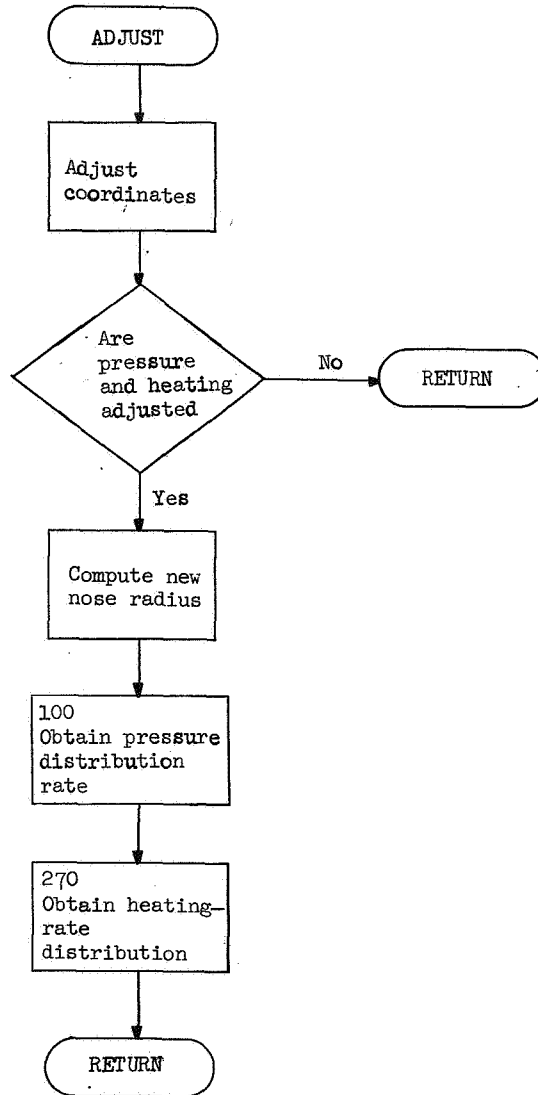 ADJUST
Adjust
coordinates
Are
pressure
and heating
adjusted
No
RETURN
Yes
Compute new
nose radius
100
Obtain pressure
distribution
rate
270
Obtain heating-
rate
distribution
RETURN